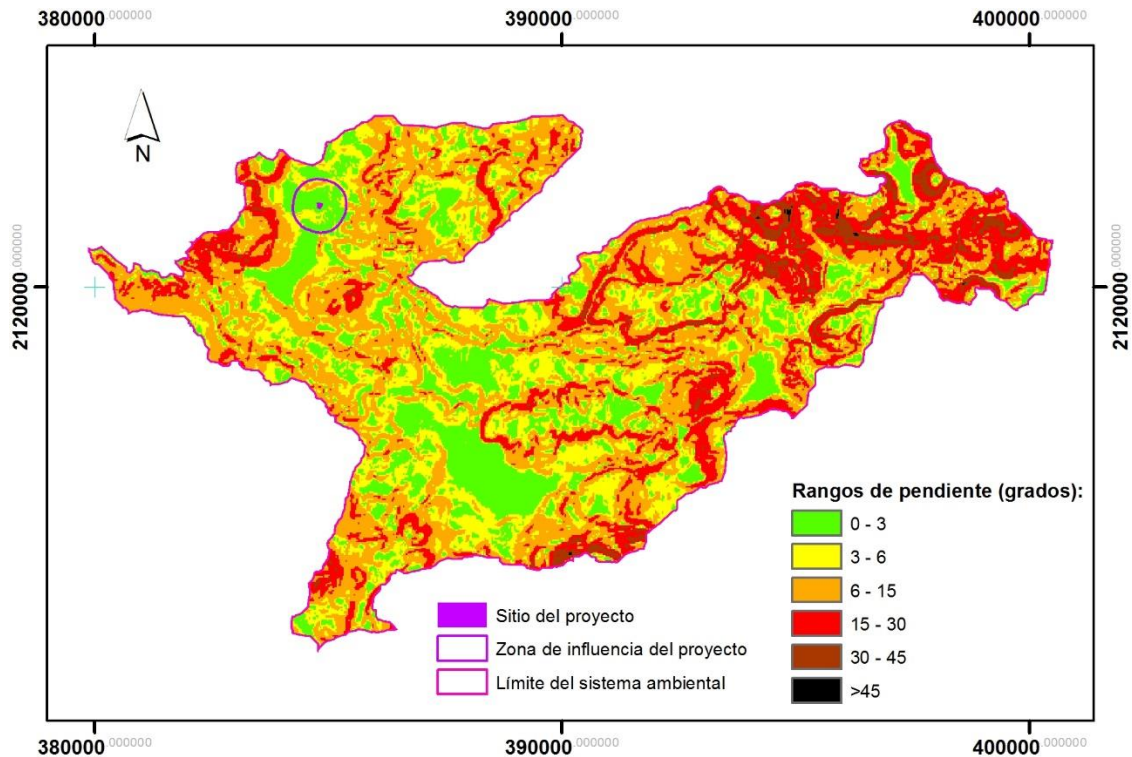 380000.000000 390000.000000 400000.000000
N
2120000.000000
2120000.000000
Rangos de pendiente (grados):
0 - 3
3 - 6
6 - 15
15 - 30
30 - 45
>45
Sitio del proyecto
Zona de influencia del proyecto
Límite del sistema ambiental
380000.000000 390000.000000 400000.000000